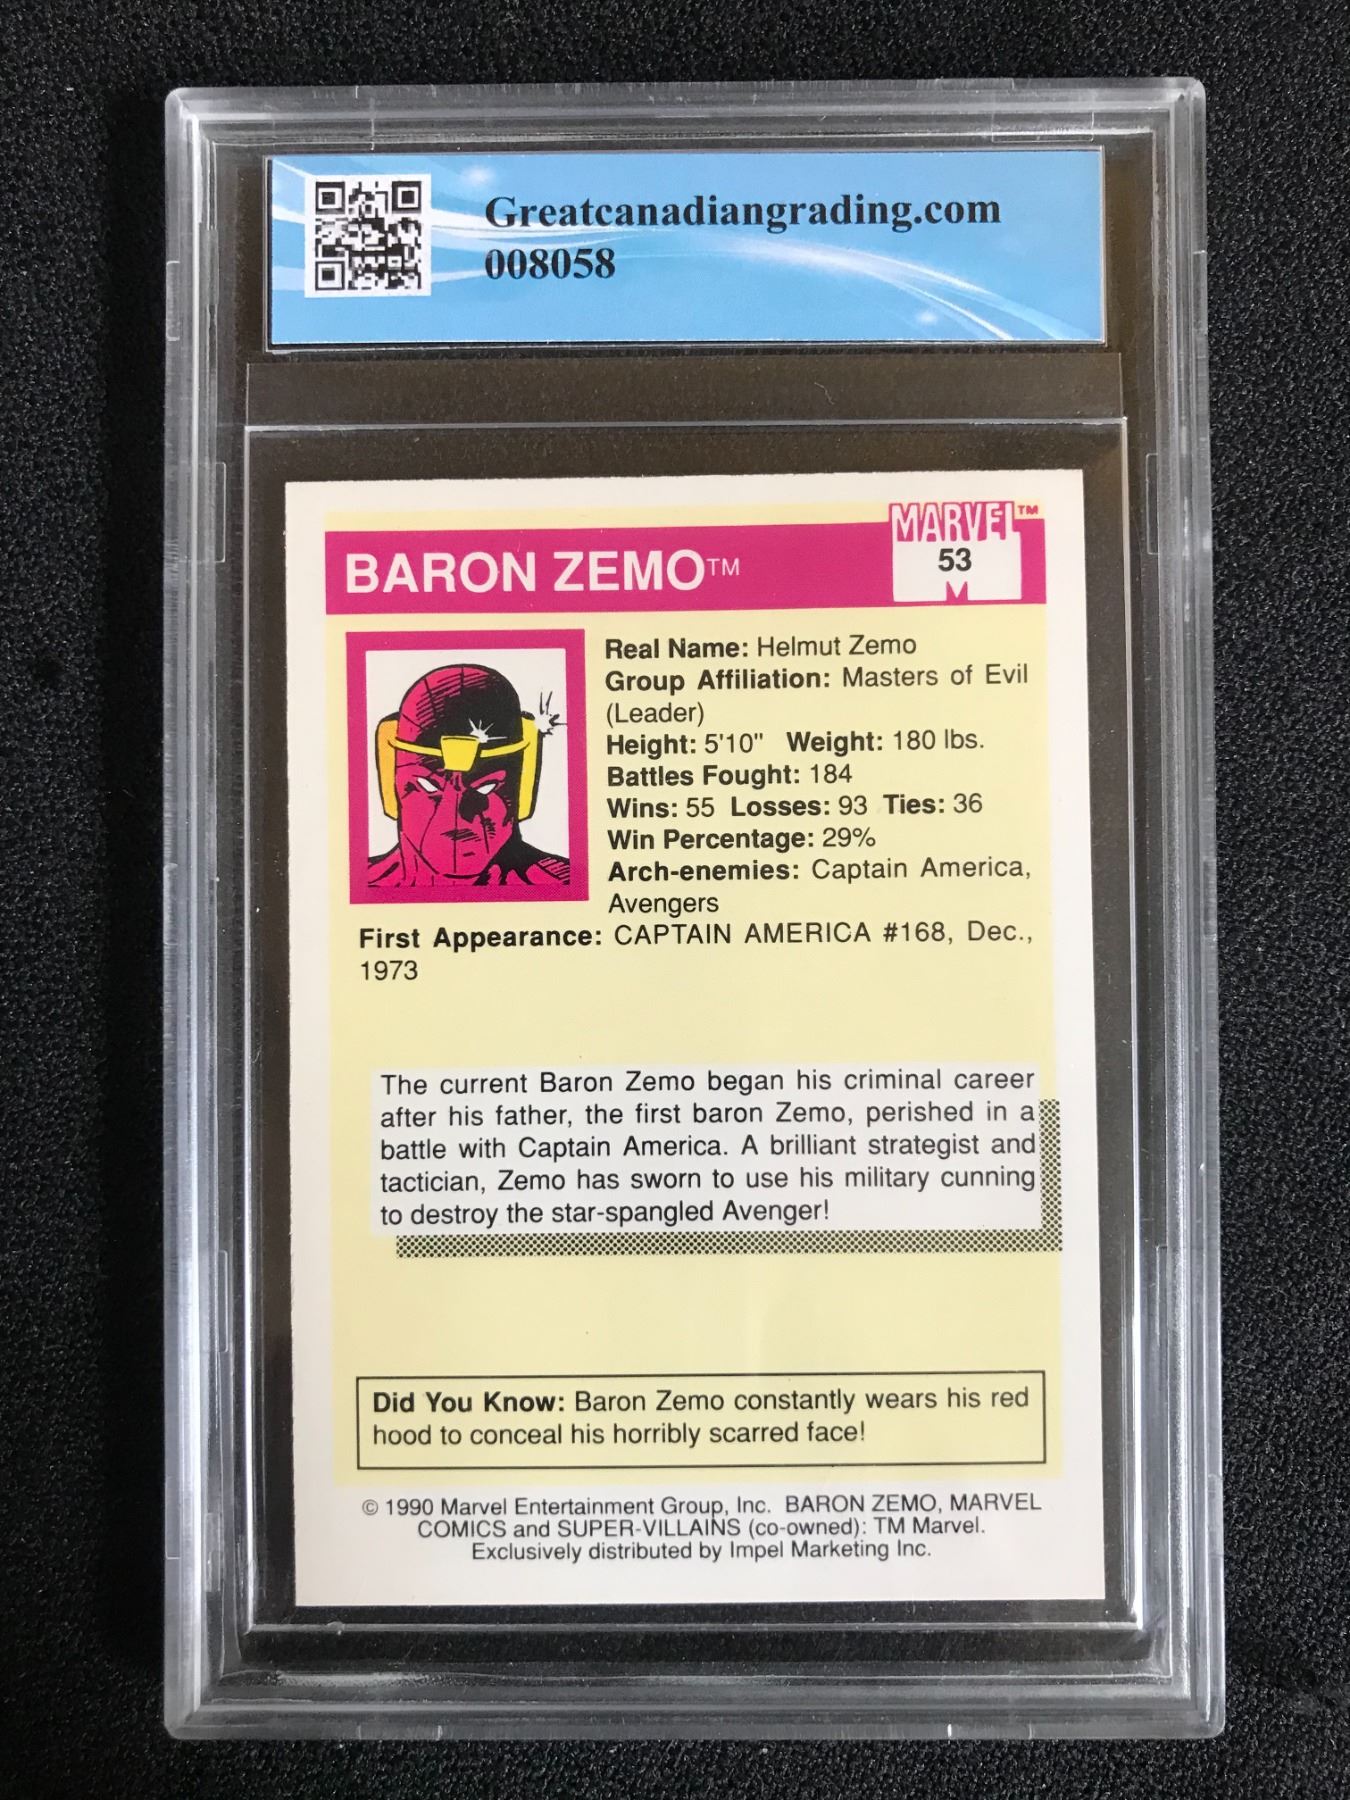 Greatcanadiangrading.com
008058
MARVEL™
53
BARON ZEMO™
Real Name: Helmut Zemo
Group Affiliation: Masters of Evil
(Leader)
Height: 5'10" Weight: 180 lbs.
Battles Fought: 184
Wins: 55 Losses: 93 Ties: 36
Win Percentage: 29%
Arch-enemies: Captain America,
Avengers
First Appearance: CAPTAIN AMERICA #168, Dec.,
1973
The current Baron Zemo began his criminal career
after his father, the first baron Zemo, perished in a
battle with Captain America. A brilliant strategist and
tactician, Zemo has sworn to use his military cunning
to destroy the star-spangled Avenger!
Did You Know: Baron Zemo constantly wears his red
hood to conceal his horribly scarred face!
© 1990 Marvel Entertainment Group, Inc. BARON ZEMO, MARVEL
COMICS and SUPER-VILLAINS (co-owned): TM Marvel.
Exclusively distributed by Impel Marketing Inc.